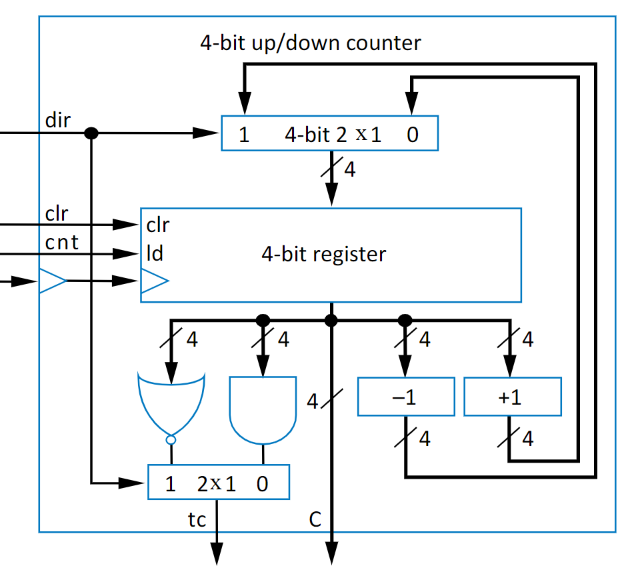 4-bit up/down counter
dir
1 4-bit 2 x 1 0
4
clr
clr
cnt
ld
4-bit register
4 4 4 4
4
–1 +1
4 4
1 2x1 0
tc C